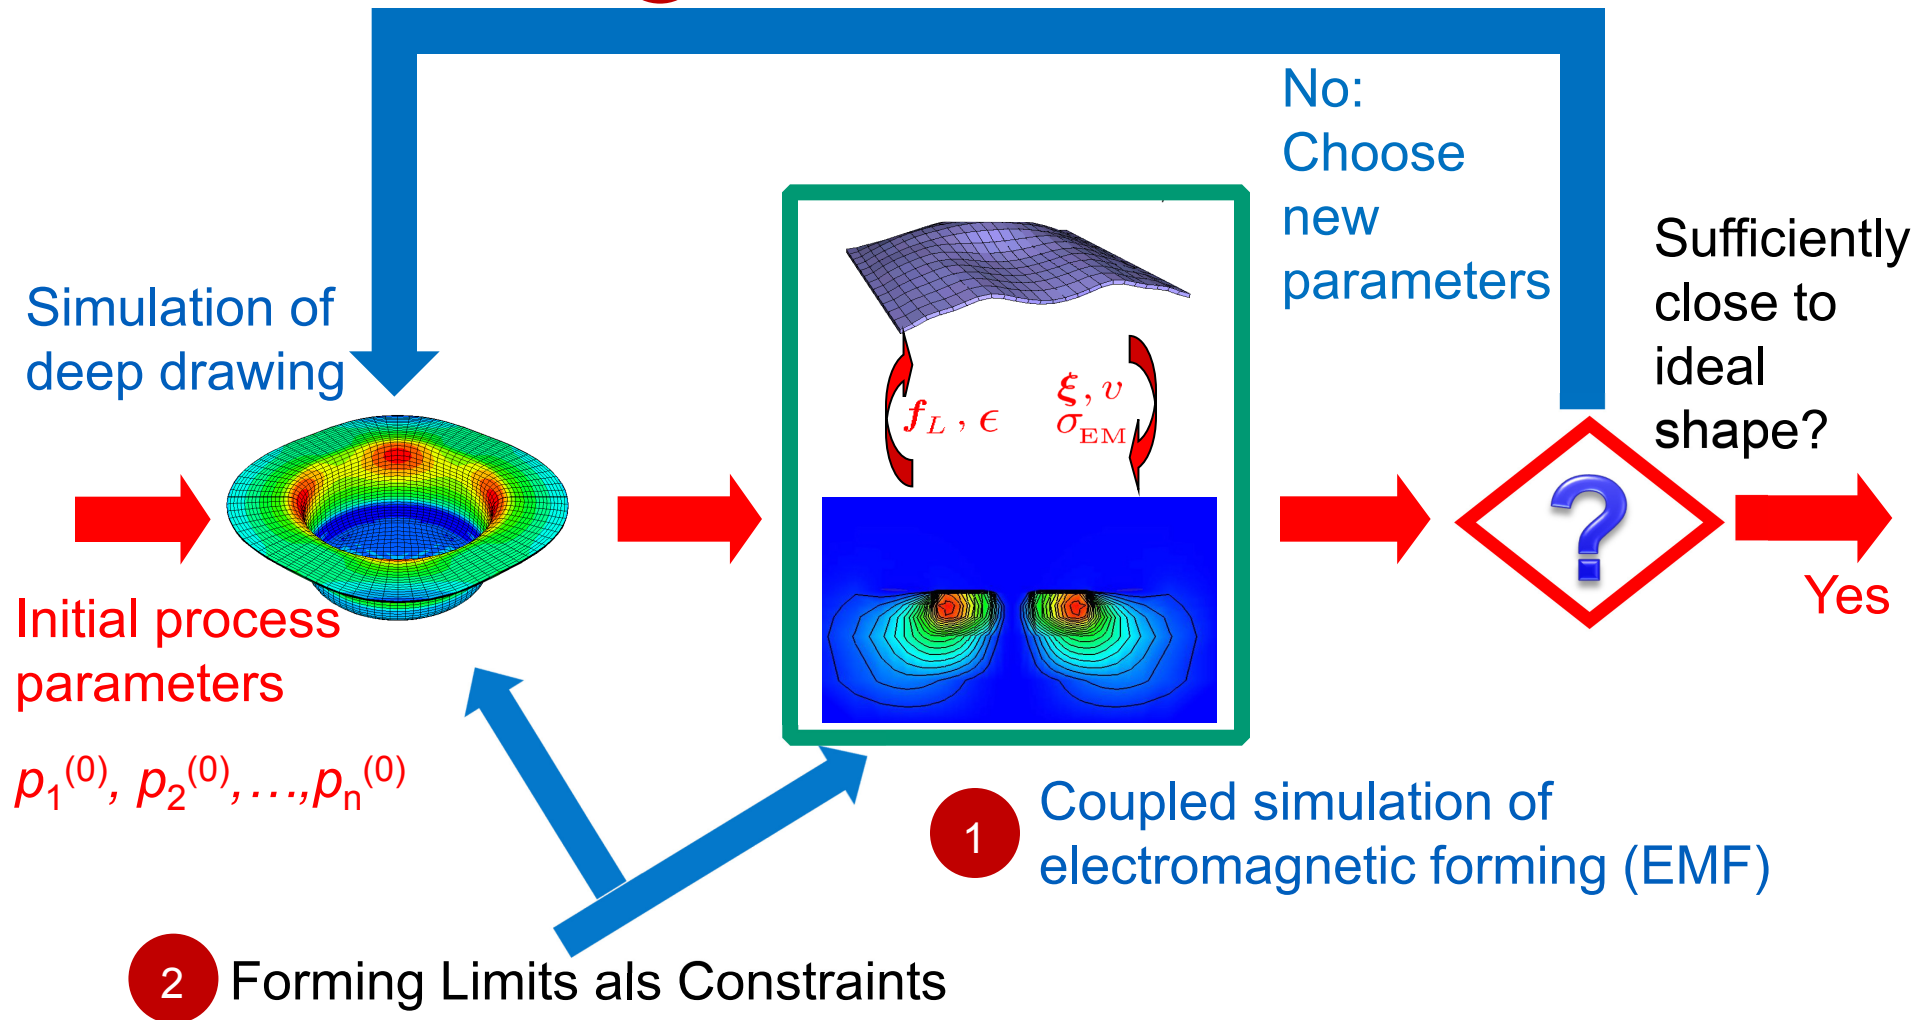 No:
Choose
new
parameters
Sufficiently
close to
ideal
shape?
Simulation of
deep drawing
f_L , ϵ
ξ, v
σ_EM
?
Yes
Initial process
parameters
p₁⁽⁰⁾, p₂⁽⁰⁾,…,pₙ⁽⁰⁾
1
Coupled simulation of
electromagnetic forming (EMF)
2
Forming Limits als Constraints